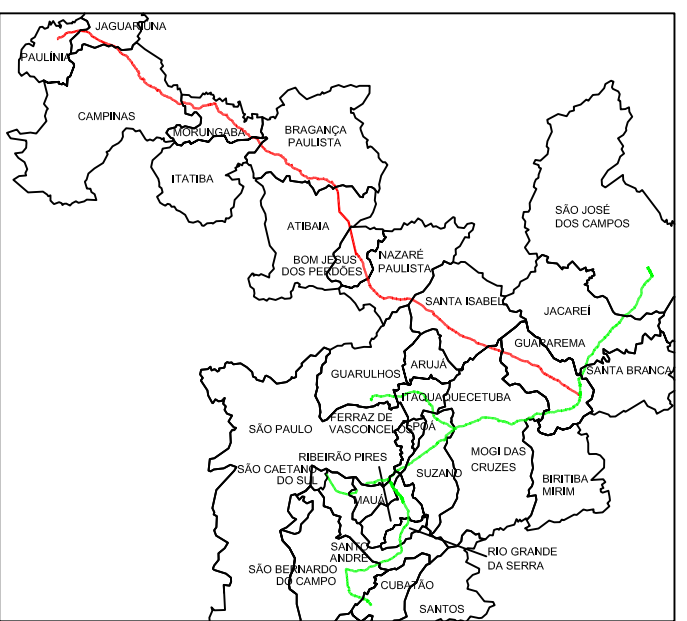 JAGUARIUNA
PAULÍNIA
CAMPINAS
MORUNGABA
BRAGANÇA
PAULISTA
ITATIBA
ATIBAIA
SÃO JOSÉ
DOS CAMPOS
BOM JESUS
DOS PERDÕES
NAZARÉ
PAULISTA
SANTA ISABEL
JACAREÍ
GUARAREMA
ARUJÁ
GUARULHOS
SANTA BRANCA
ITAQUAQUECETUBA
FERRAZ DE
VASCONCELOS
POÁ
SÃO PAULO
MOGI DAS
CRUZES
RIBEIRÃO PIRES
SÃO CAETANO
DO SUL
SUZANO
BIRITIBA
MIRIM
MAUÁ
SANTO
ANDRÉ
RIO GRANDE
DA SERRA
SÃO BERNARDO
DO CAMPO
CUBATÃO
SANTOS